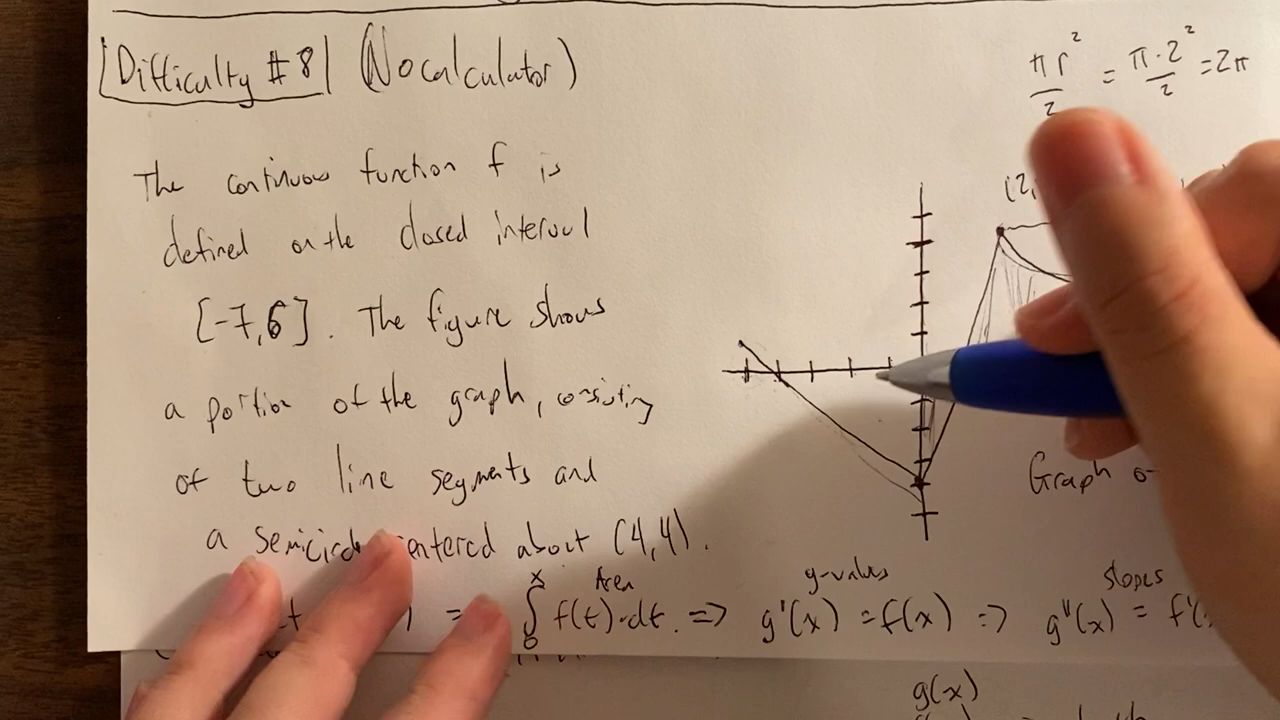 Difficulty #8 (No calculator)
πr²/2 = π·2²/2 = 2π
The continuous function f is
defined on the closed interval
[-7,6]. The figure shows
a portion of the graph, consisting
of two line segments and
a centered about (4,4).
(2,
Graph
Area
y-values
slopes
= ∫₀ˣ f(t)·dt. => g'(x) = f(x) => g''(x) = f'(
g(x)